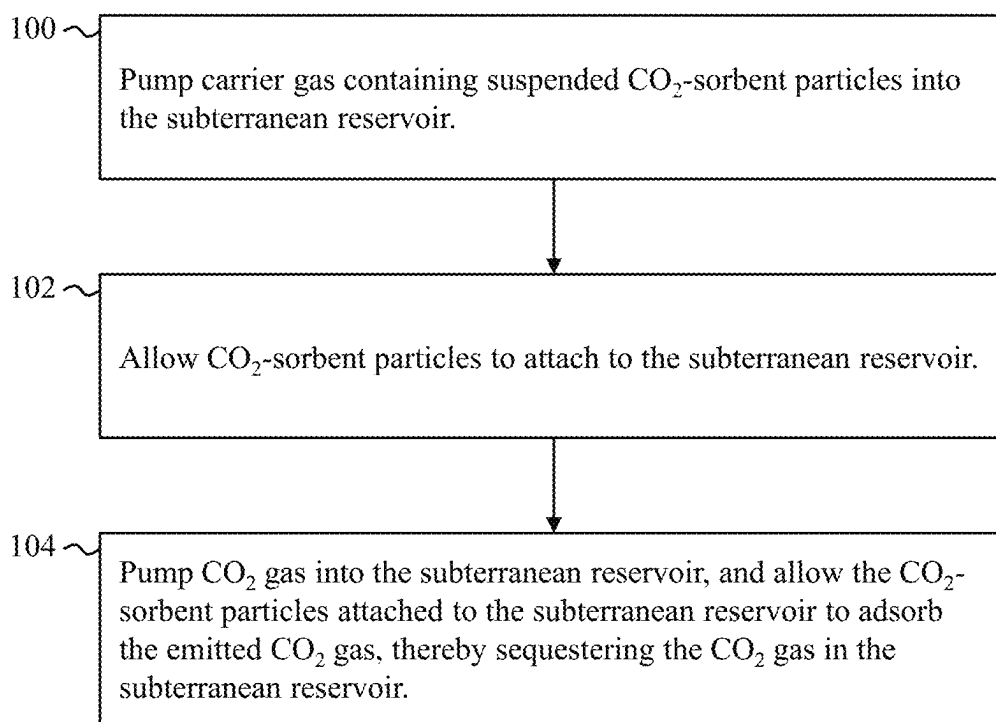 100
Pump carrier gas containing suspended CO₂-sorbent particles into
the subterranean reservoir.
102
Allow CO₂-sorbent particles to attach to the subterranean reservoir.
104
Pump CO₂ gas into the subterranean reservoir, and allow the CO₂-
sorbent particles attached to the subterranean reservoir to adsorb
the emitted CO₂ gas, thereby sequestering the CO₂ gas in the
subterranean reservoir.